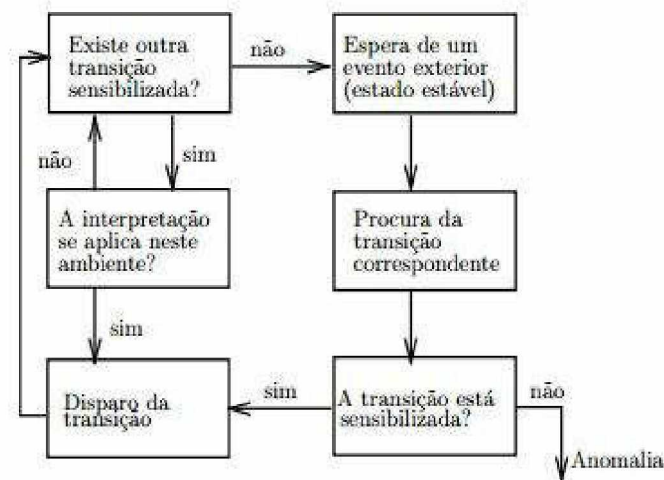 Existe outra
transição
sensibilizada?
não
Espera de um
evento exterior
(estado estável)
não
sim
A interpretação
se aplica neste
ambiente?
Procura da
transição
correspondente
sim
Disparo da
transição
sim
A transição está
sensibilizada?
não
Anomalia